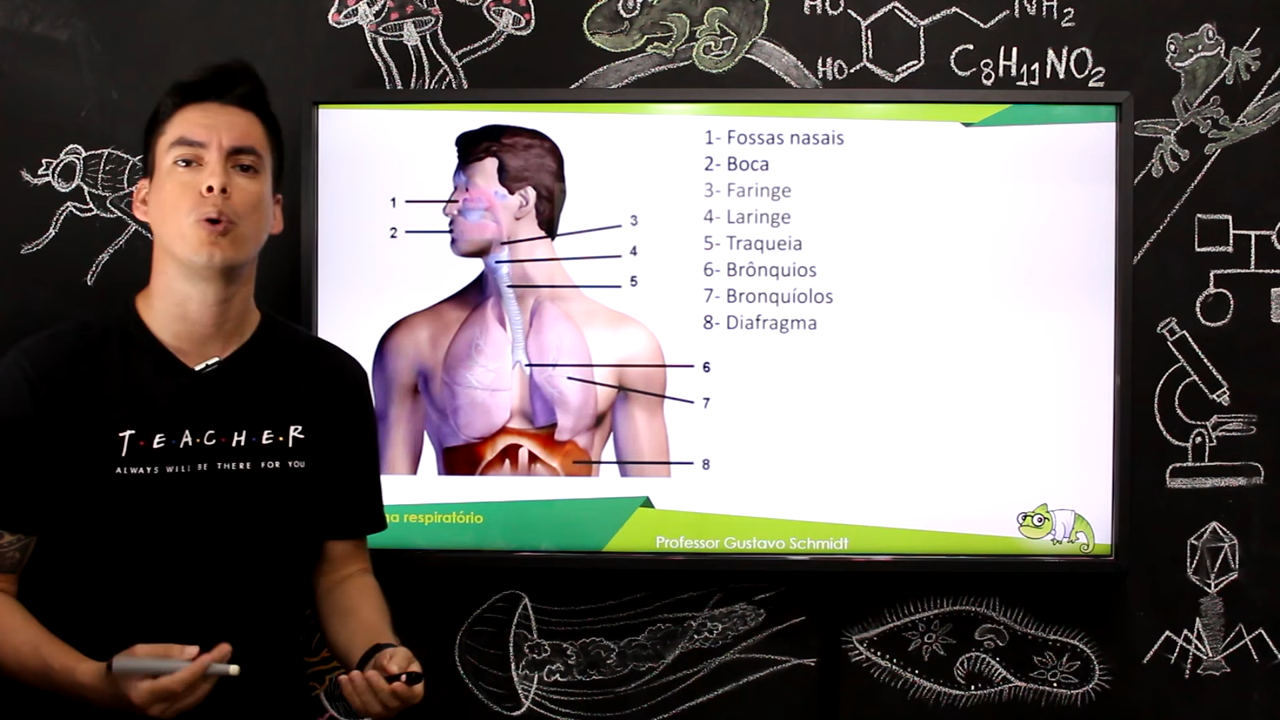 HO
NH2
HO
C8H11NO2
1- Fossas nasais
2- Boca
3- Faringe
4- Laringe
5- Traqueia
6- Brônquios
7- Bronquíolos
8- Diafragma
1
2
3
4
5
6
7
8
T·E·A·C·H·E·R
ALWAYS WILL BE THERE FOR YOU
respiratório
Professor Gustavo Schmidt